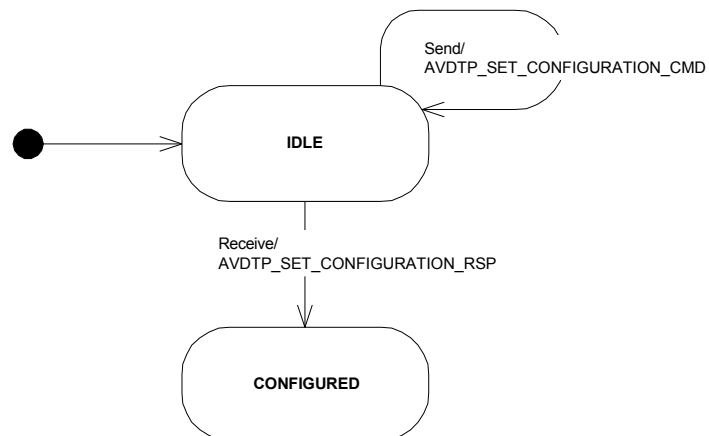 Send/
AVDTP_SET_CONFIGURATION_CMD
IDLE
Receive/
AVDTP_SET_CONFIGURATION_RSP
CONFIGURED